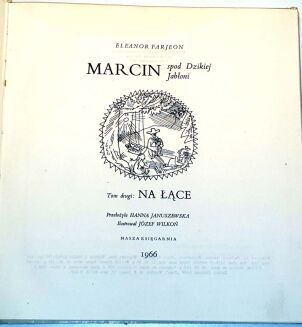 ELEANOR FARJEON
MARCIN spod Dzikiej Jabłoni
Tom drugi: NA ŁĄCE
Przełożyła HANNA JANUSZEWSKA
Ilustrował JÓZEF WILKOŃ
NASZA KSIĘGARNIA
1966